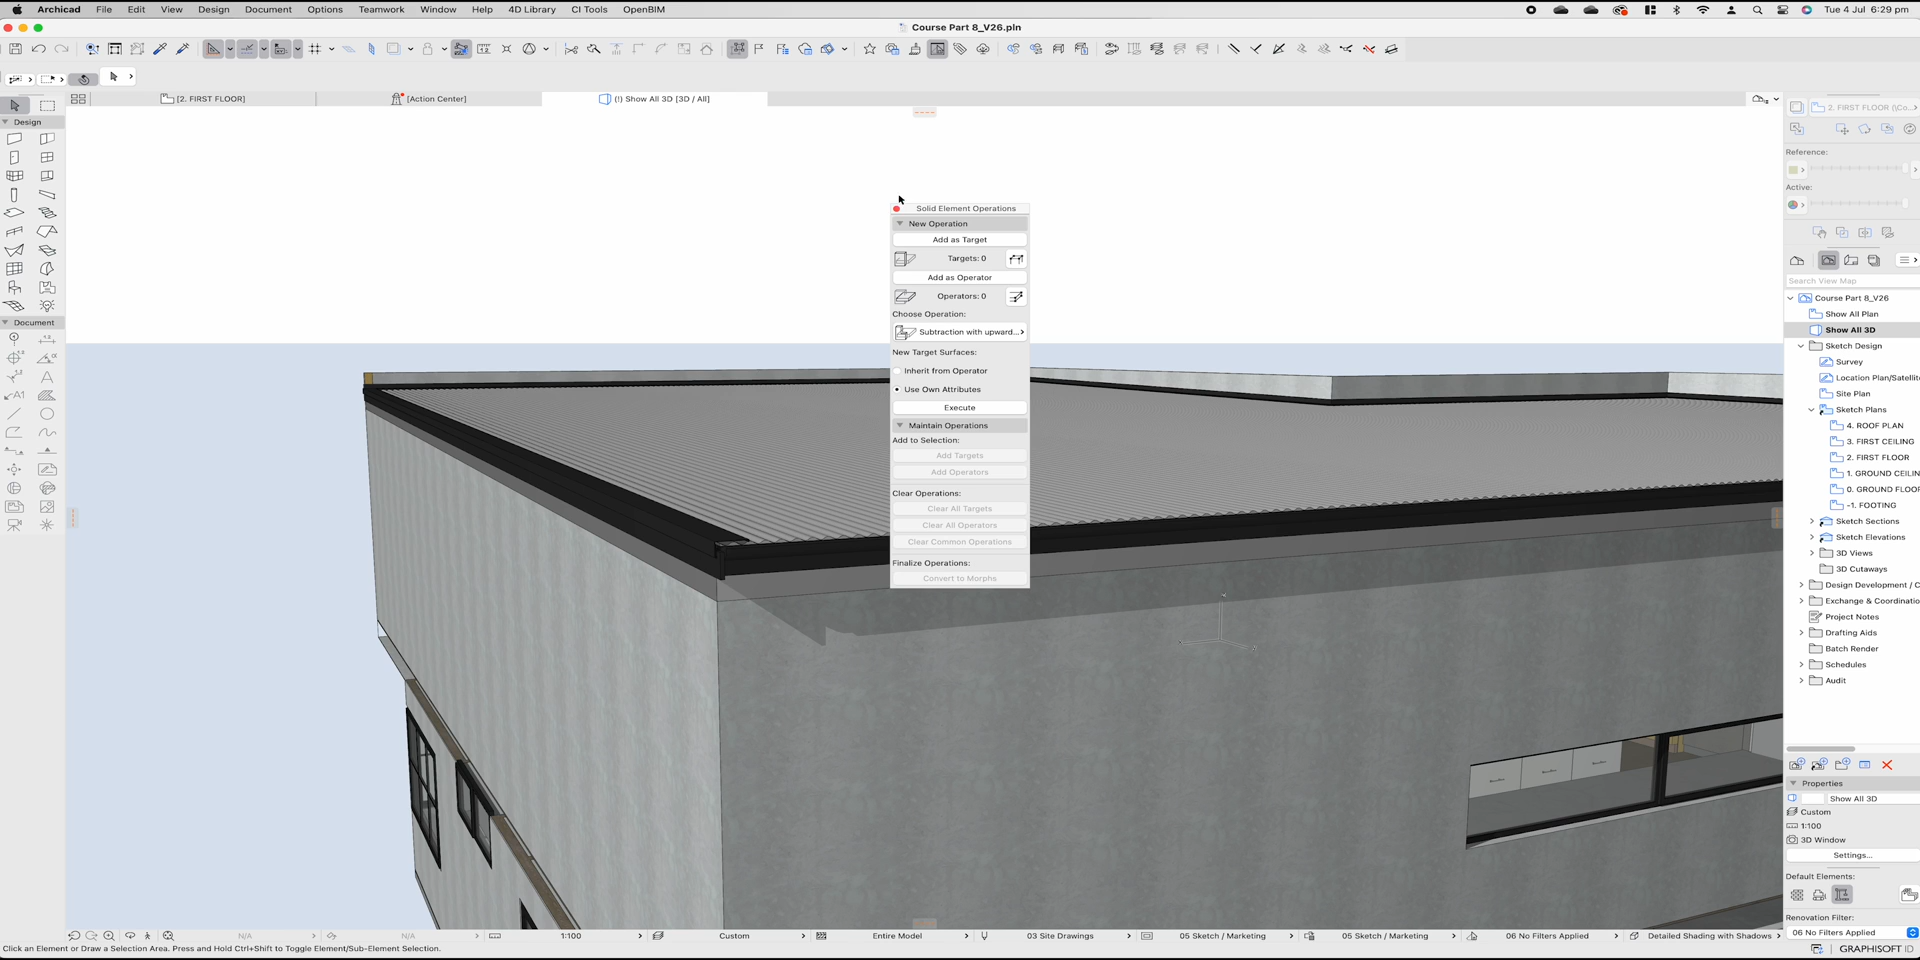 Archicad File Edit View Design Document Options Teamwork Window Help 4D Library CI Tools OpenBIM
Tue 4 Jul 6:29 pm
Course Part 8_V26.pln
[2. FIRST FLOOR]
[Action Center]
(!) Show All 3D [3D / All]
Design
Document
Solid Element Operations
New Operation
Add as Target
Targets: 0
Add as Operator
Operators: 0
Choose Operation:
Subtraction with upward...
New Target Surfaces:
Inherit from Operator
Use Own Attributes
Execute
Maintain Operations
Add to Selection:
Add Targets
Add Operators
Clear Operations:
Clear All Targets
Clear All Operators
Clear Common Operations
Finalize Operations:
Convert to Morphs
2. FIRST FLOOR (\Co...
Reference:
Active:
Search View Map
Course Part 8_V26
Show All Plan
Show All 3D
Sketch Design
Survey
Location Plan/Satellit
Site Plan
Sketch Plans
4. ROOF PLAN
3. FIRST CEILING
2. FIRST FLOOR
1. GROUND CEILIN
0. GROUND FLOOR
-1. FOOTING
Sketch Sections
Sketch Elevations
3D Views
3D Cutaways
Design Development / C
Exchange & Coordinatio
Project Notes
Drafting Aids
Batch Render
Schedules
Audit
Properties
Show All 3D
Custom
1:100
3D Window
Settings...
Default Elements:
Renovation Filter:
06 No Filters Applied
N/A
N/A
1:100
Custom
Entire Model
03 Site Drawings
05 Sketch / Marketing
05 Sketch / Marketing
06 No Filters Applied
Detailed Shading with Shadows
Click an Element or Draw a Selection Area. Press and Hold Ctrl+Shift to Toggle Element/Sub-Element Selection.
GRAPHISOFT ID